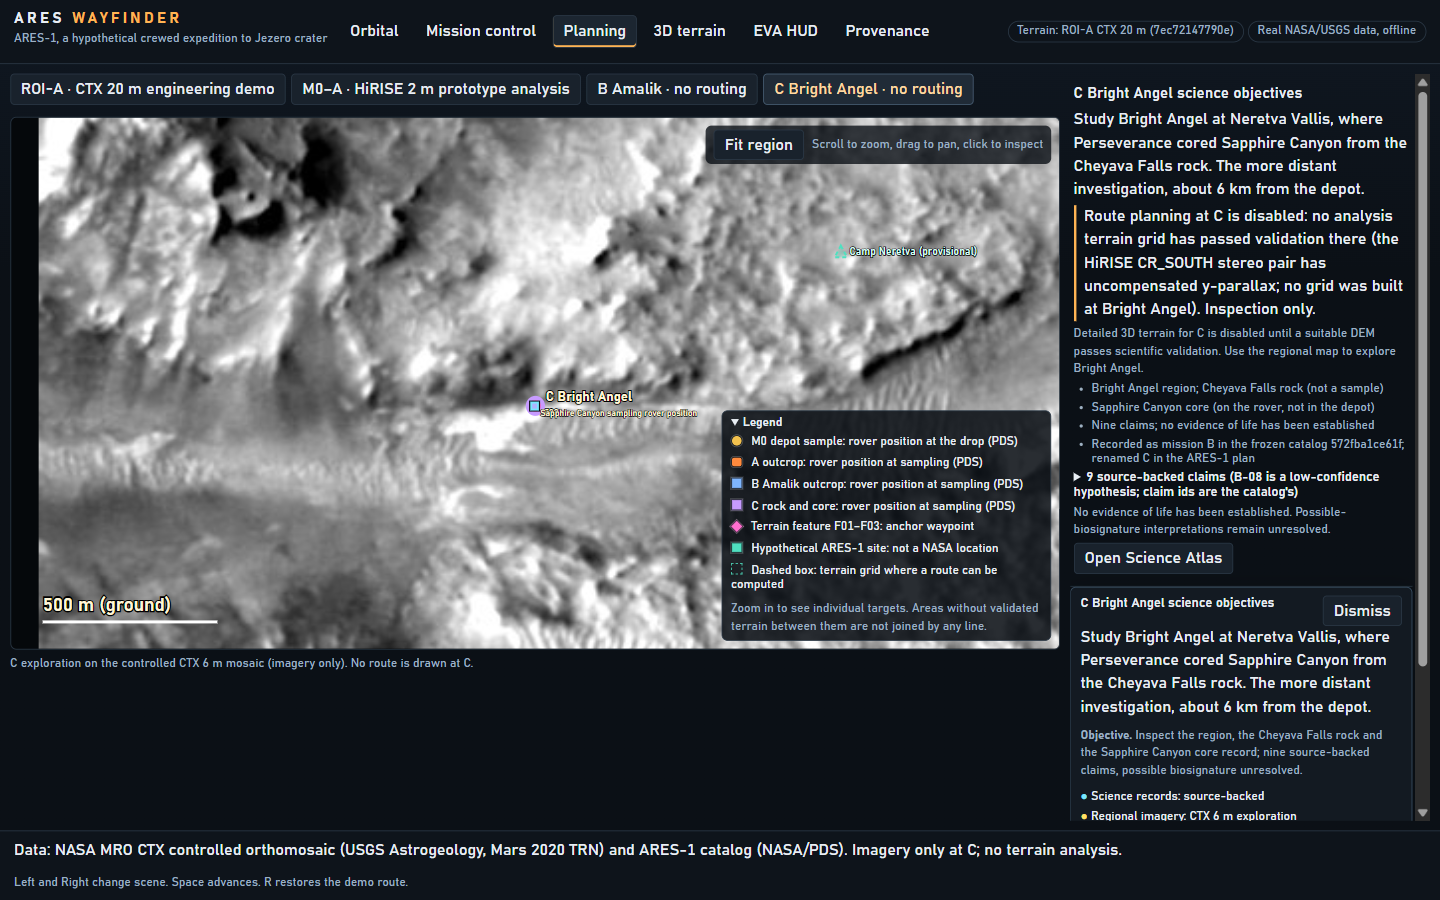 ARES WAYFINDER
ARES-1, a hypothetical crewed expedition to Jezero crater
Orbital
Mission control
Planning
3D terrain
EVA HUD
Provenance
Terrain: ROI-A CTX 20 m (7ec72147790e)
Real NASA/USGS data, offline
ROI-A · CTX 20 m engineering demo
M0–A · HiRISE 2 m prototype analysis
B Amalik · no routing
C Bright Angel · no routing
Fit region
Scroll to zoom, drag to pan, click to inspect
Camp Neretva (provisional)
C Bright Angel
Sapphire Canyon sampling rover position
500 m (ground)
▼ Legend
M0 depot sample: rover position at the drop (PDS)
A outcrop: rover position at sampling (PDS)
B Amalik outcrop: rover position at sampling (PDS)
C rock and core: rover position at sampling (PDS)
Terrain feature F01–F03: anchor waypoint
Hypothetical ARES-1 site: not a NASA location
Dashed box: terrain grid where a route can be
computed
Zoom in to see individual targets. Areas without validated
terrain between them are not joined by any line.
C exploration on the controlled CTX 6 m mosaic (imagery only). No route is drawn at C.
C Bright Angel science objectives
Study Bright Angel at Neretva Vallis, where
Perseverance cored Sapphire Canyon from the
Cheyava Falls rock. The more distant
investigation, about 6 km from the depot.
Route planning at C is disabled: no analysis
terrain grid has passed validation there (the
HiRISE CR_SOUTH stereo pair has
uncompensated y-parallax; no grid was built
at Bright Angel). Inspection only.
Detailed 3D terrain for C is disabled until a suitable DEM
passes scientific validation. Use the regional map to explore
Bright Angel.
• Bright Angel region; Cheyava Falls rock (not a sample)
• Sapphire Canyon core (on the rover, not in the depot)
• Nine claims; no evidence of life has been established
• Recorded as mission B in the frozen catalog 572fba1ce61f;
renamed C in the ARES-1 plan
▶ 9 source-backed claims (B-08 is a low-confidence
hypothesis; claim ids are the catalog's)
No evidence of life has been established. Possible-
biosignature interpretations remain unresolved.
Open Science Atlas
C Bright Angel science objectives
Dismiss
Study Bright Angel at Neretva Vallis, where
Perseverance cored Sapphire Canyon from
the Cheyava Falls rock. The more distant
investigation, about 6 km from the depot.
Objective. Inspect the region, the Cheyava Falls rock and
the Sapphire Canyon core record; nine source-backed
claims, possible biosignature unresolved.
● Science records: source-backed
● Regional imagery: CTX 6 m exploration
Data: NASA MRO CTX controlled orthomosaic (USGS Astrogeology, Mars 2020 TRN) and ARES-1 catalog (NASA/PDS). Imagery only at C; no terrain analysis.
Left and Right change scene. Space advances. R restores the demo route.